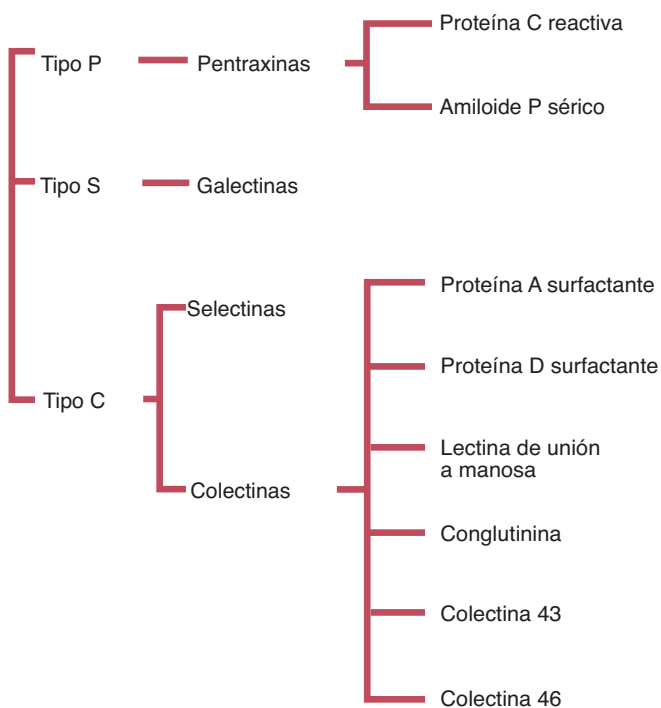 Proteína C reactiva
Tipo P
Pentraxinas
Amiloide P sérico
Tipo S
Galectinas
Proteína A surfactante
Selectinas
Proteína D surfactante
Tipo C
Lectina de unión
a manosa
Colectinas
Conglutinina
Colectina 43
Colectina 46